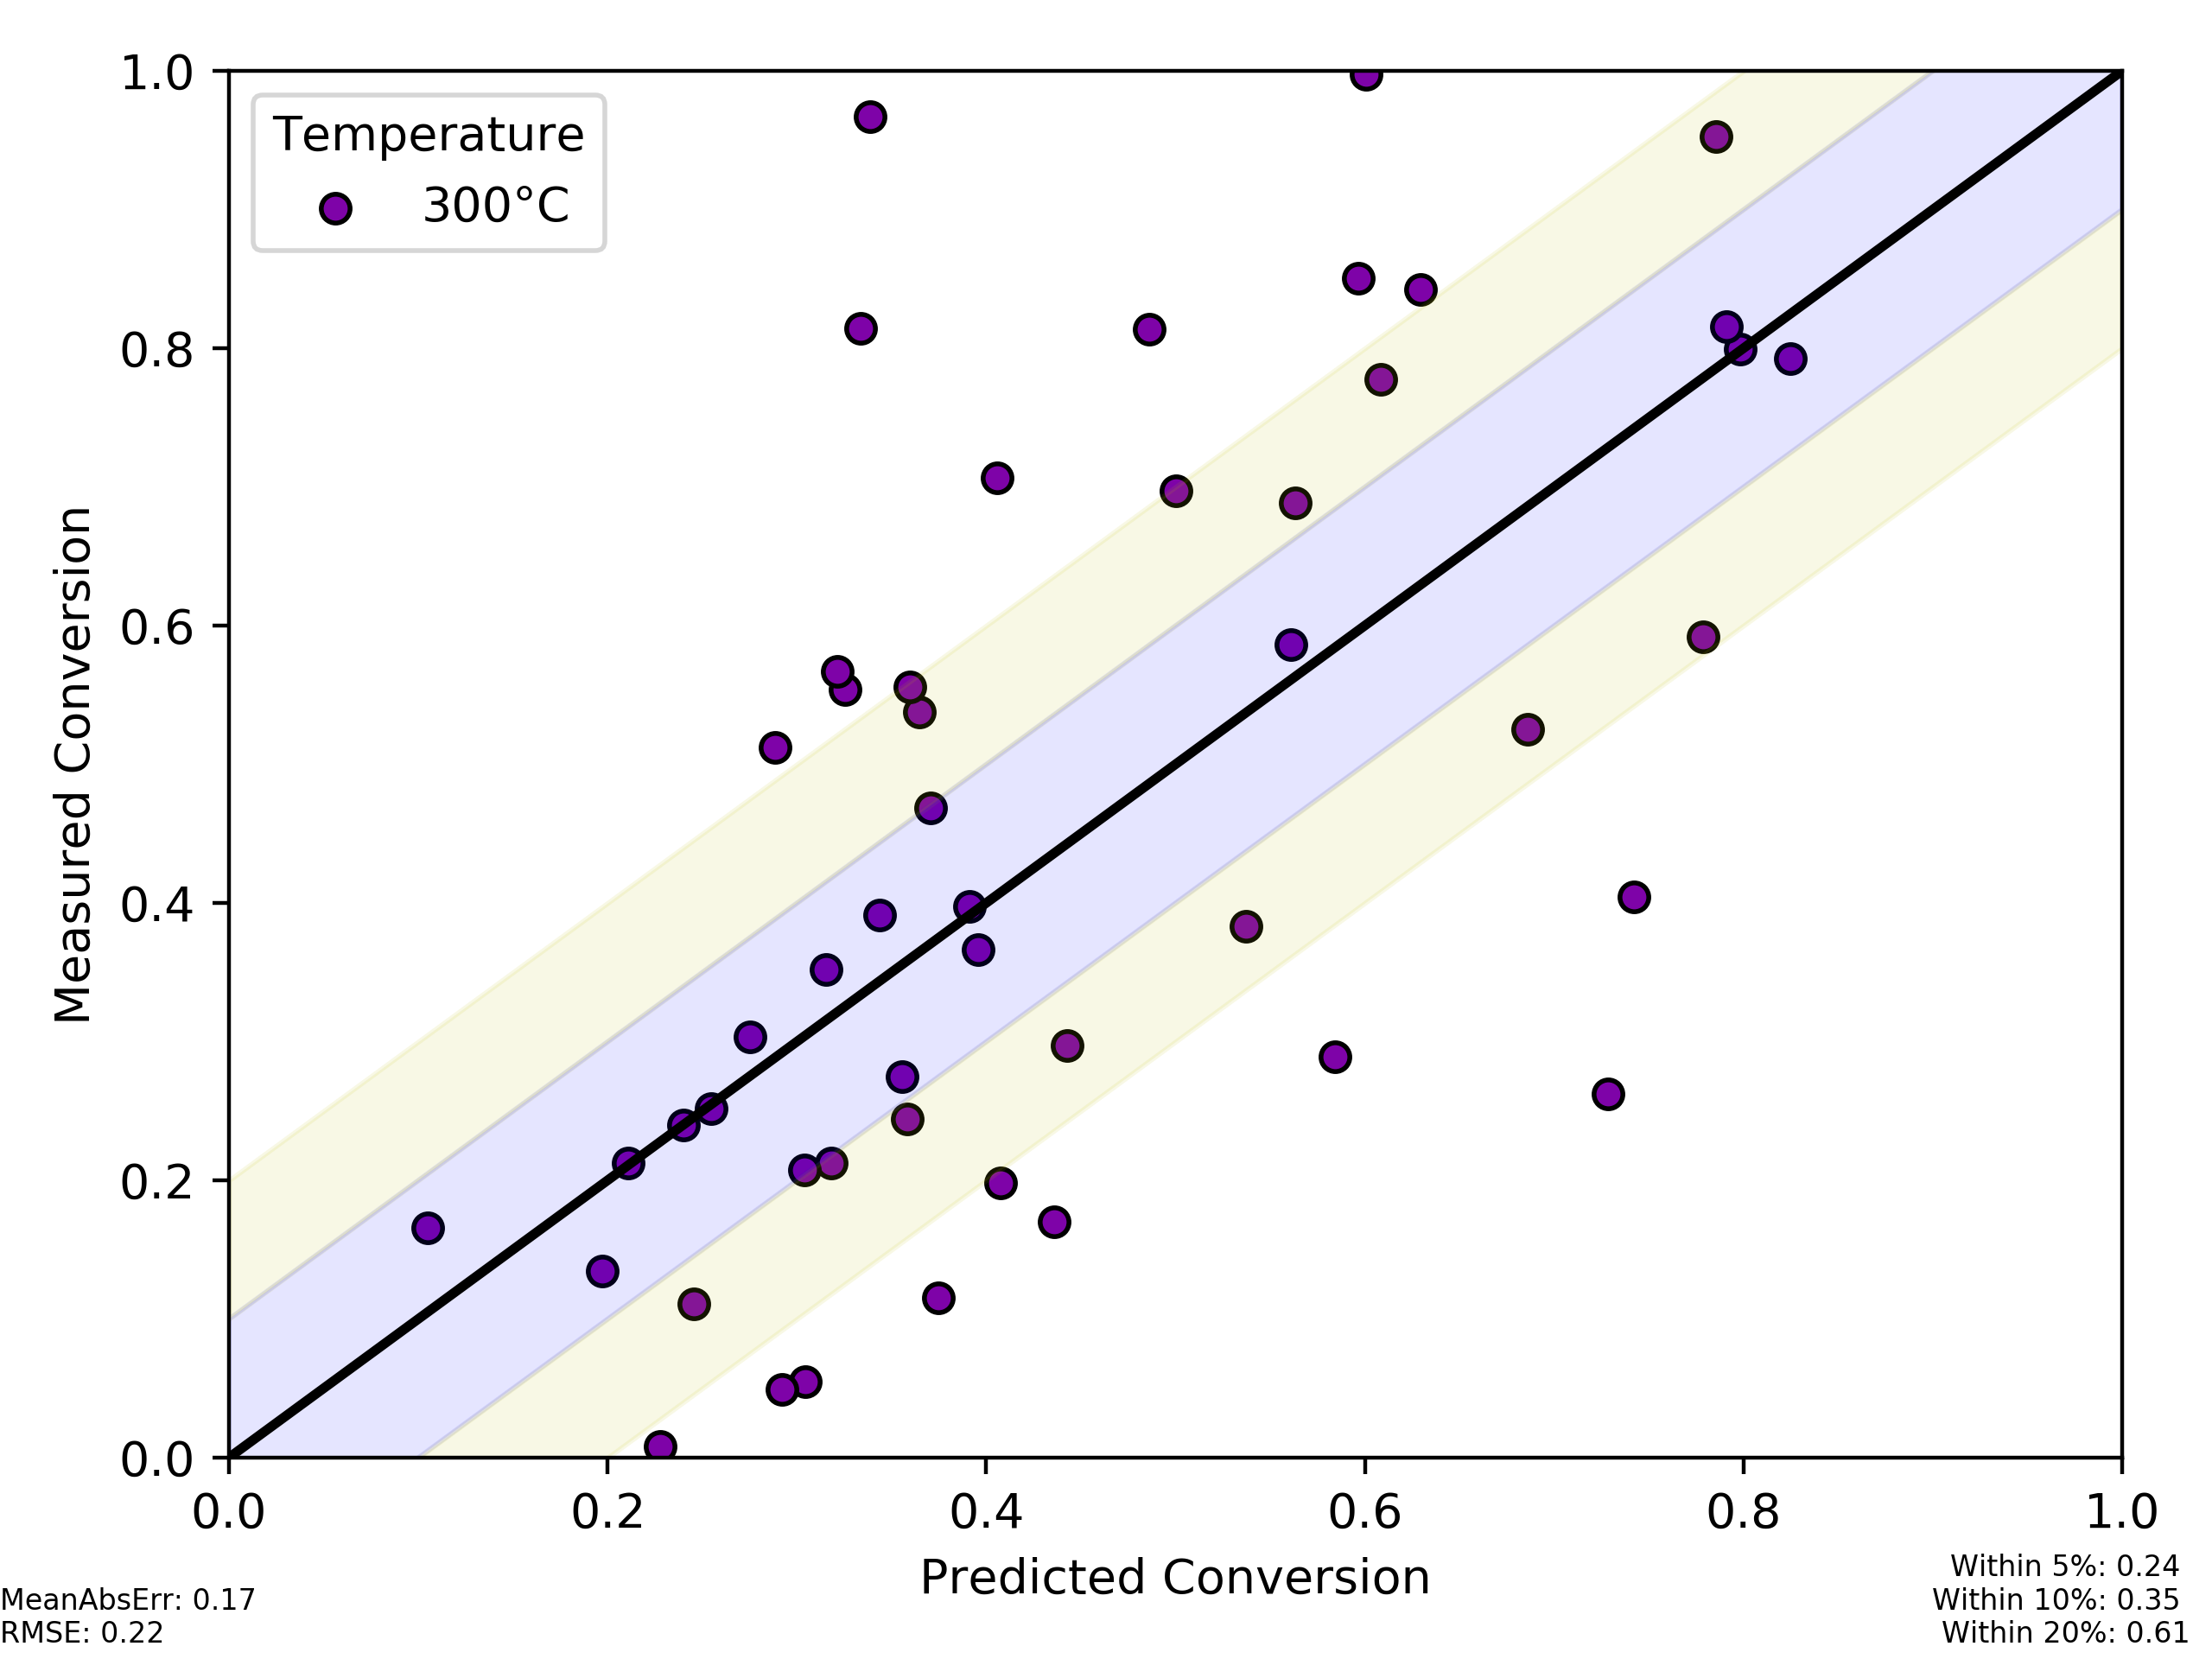 1.0
0.8
0.6
0.4
0.2
0.0
Measured Conversion
Temperature
300°C
0.0 0.2 0.4 0.6 0.8 1.0
Predicted Conversion
MeanAbsErr: 0.17
RMSE: 0.22
Within 5%: 0.24
Within 10%: 0.35
Within 20%: 0.61